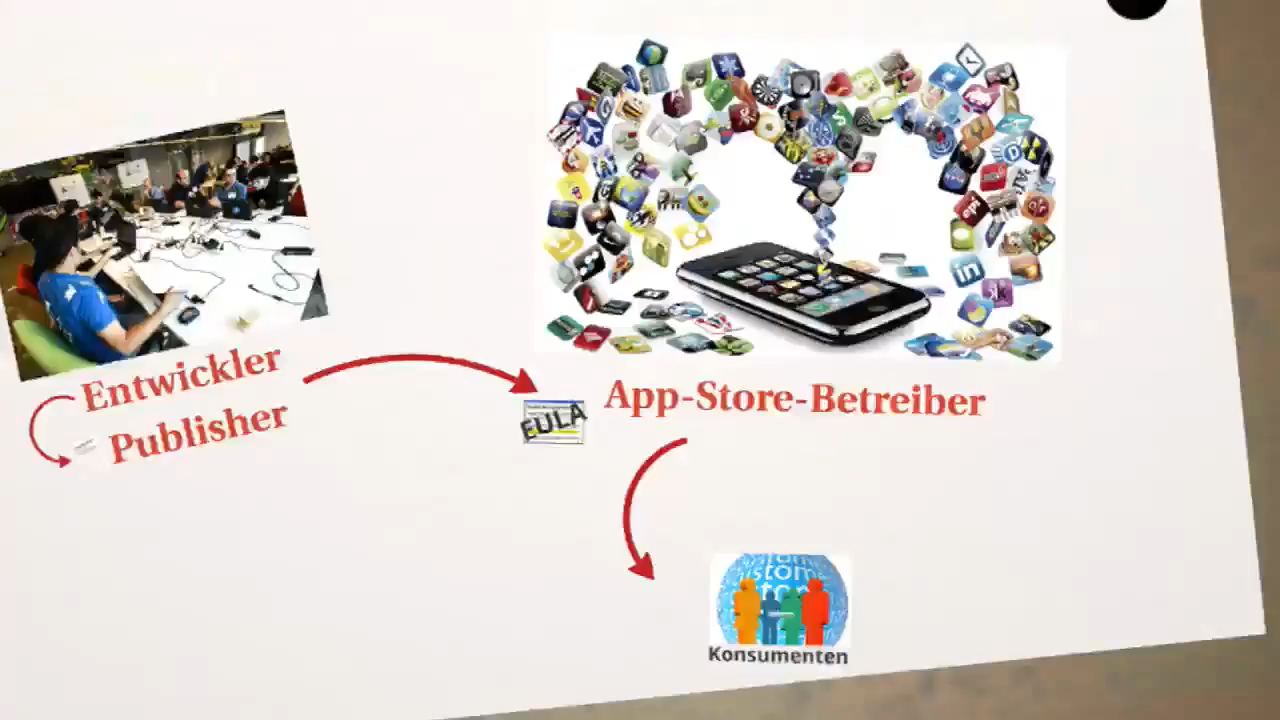 Entwickler
Publisher
EULA
App-Store-Betreiber
Konsumenten